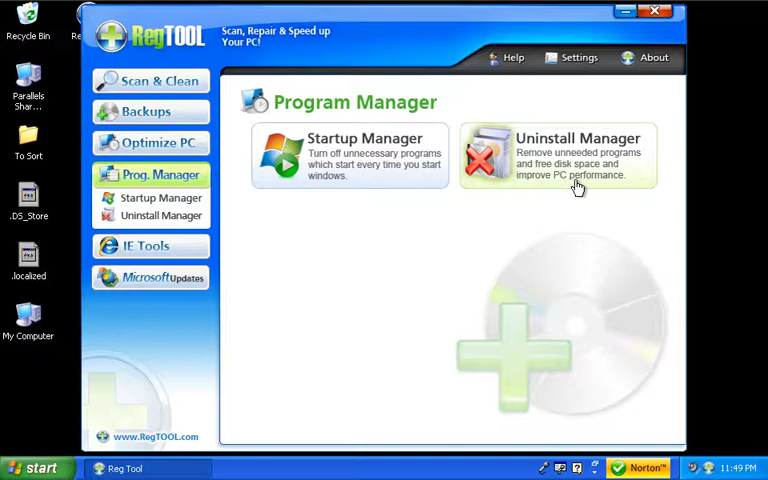 Recycle Bin
Parallels
Shar...
To Sort
.DS_Store
.localized
My Computer
RegTOOL
Scan, Repair & Speed up
Your PC!
Help
Settings
About
Scan & Clean
Backups
Optimize PC
Prog. Manager
Startup Manager
Uninstall Manager
IE Tools
Microsoft Updates
www.RegTOOL.com
Program Manager
Startup Manager
Turn off unnecessary programs
which start every time you start
windows.
Uninstall Manager
Remove unneeded programs
and free disk space and
improve PC performance.
start
Reg Tool
Norton™
11:49 PM